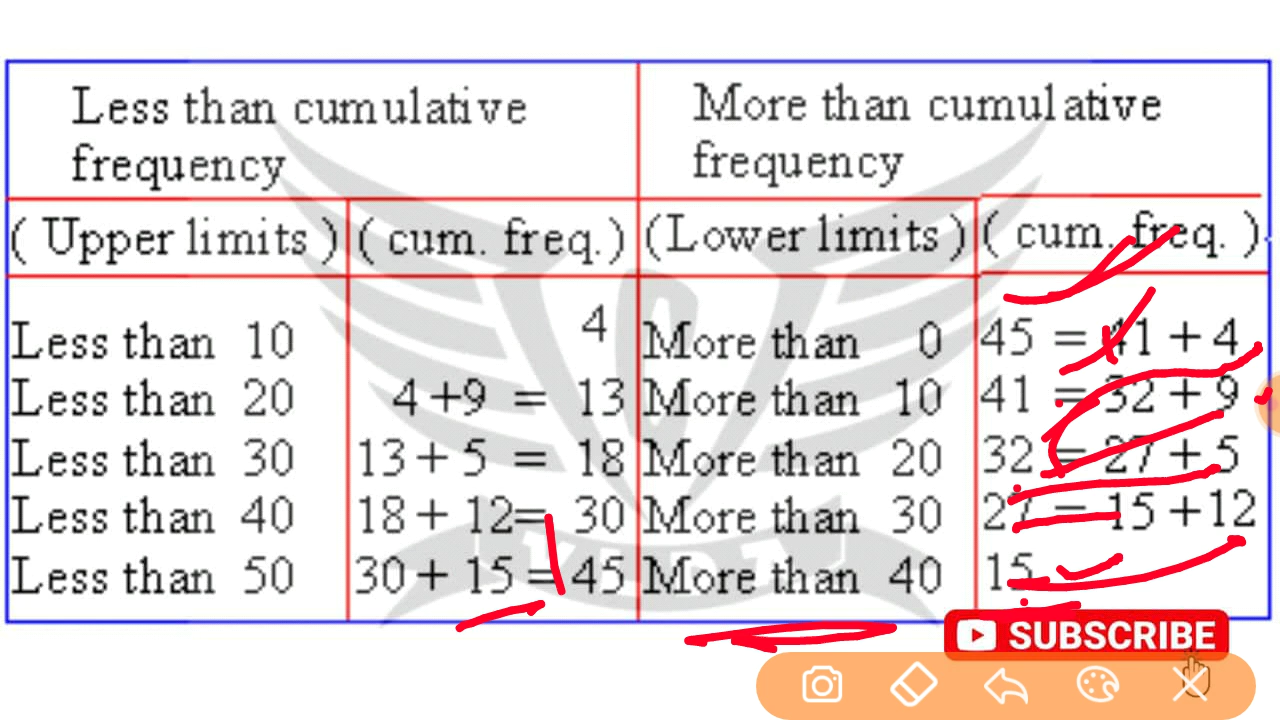 Less than cumulative frequency | More than cumulative frequency
( Upper limits ) | ( cum. freq.) | (Lower limits ) | ( cum. freq. )
Less than 10 | 4 | More than 0 | 45 = 41 + 4
Less than 20 | 4 +9 = 13 | More than 10 | 41 = 32 + 9
Less than 30 | 13 + 5 = 18 | More than 20 | 32 = 27 + 5
Less than 40 | 18 + 12= 30 | More than 30 | 27 = 15 +12
Less than 50 | 30 + 15 = 45 | More than 40 | 15
SUBSCRIBE